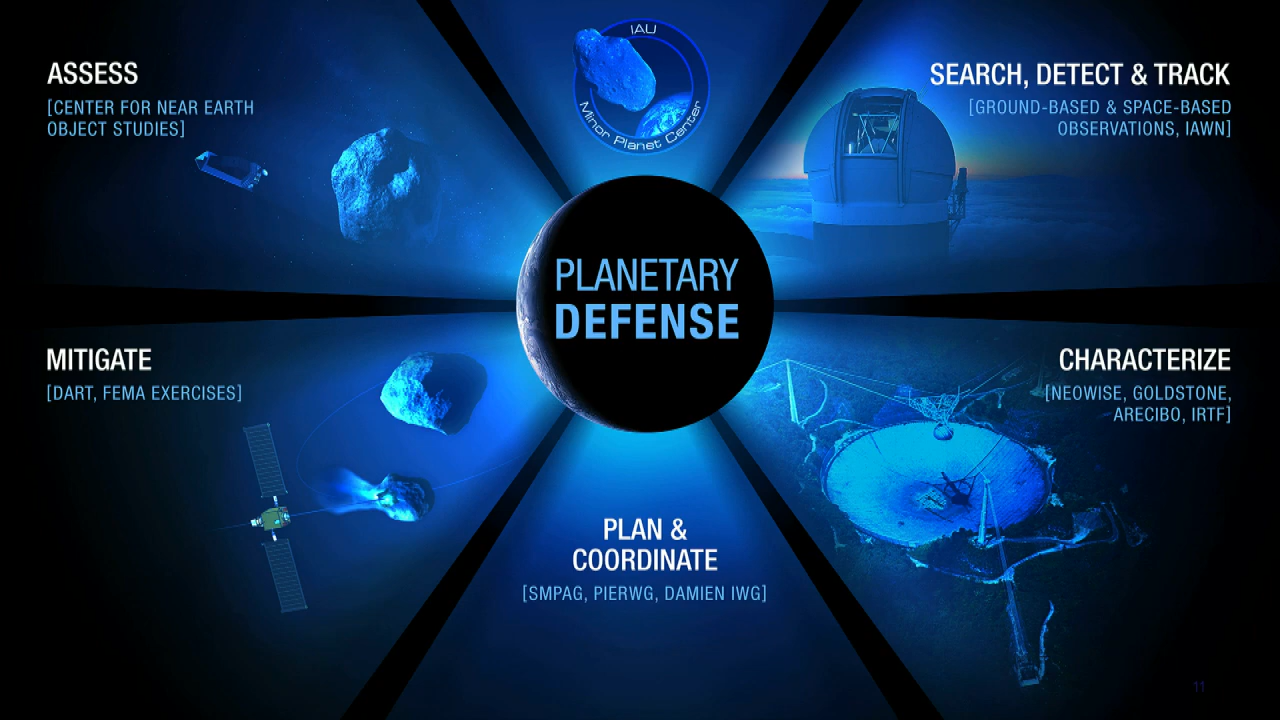 IAU
Minor Planet Center
ASSESS
[CENTER FOR NEAR EARTH
OBJECT STUDIES]
SEARCH, DETECT & TRACK
[GROUND-BASED & SPACE-BASED
OBSERVATIONS, IAWN]
PLANETARY
DEFENSE
MITIGATE
[DART, FEMA EXERCISES]
CHARACTERIZE
[NEOWISE, GOLDSTONE,
ARECIBO, IRTF]
PLAN &
COORDINATE
[SMPAG, PIERWG, DAMIEN IWG]
11